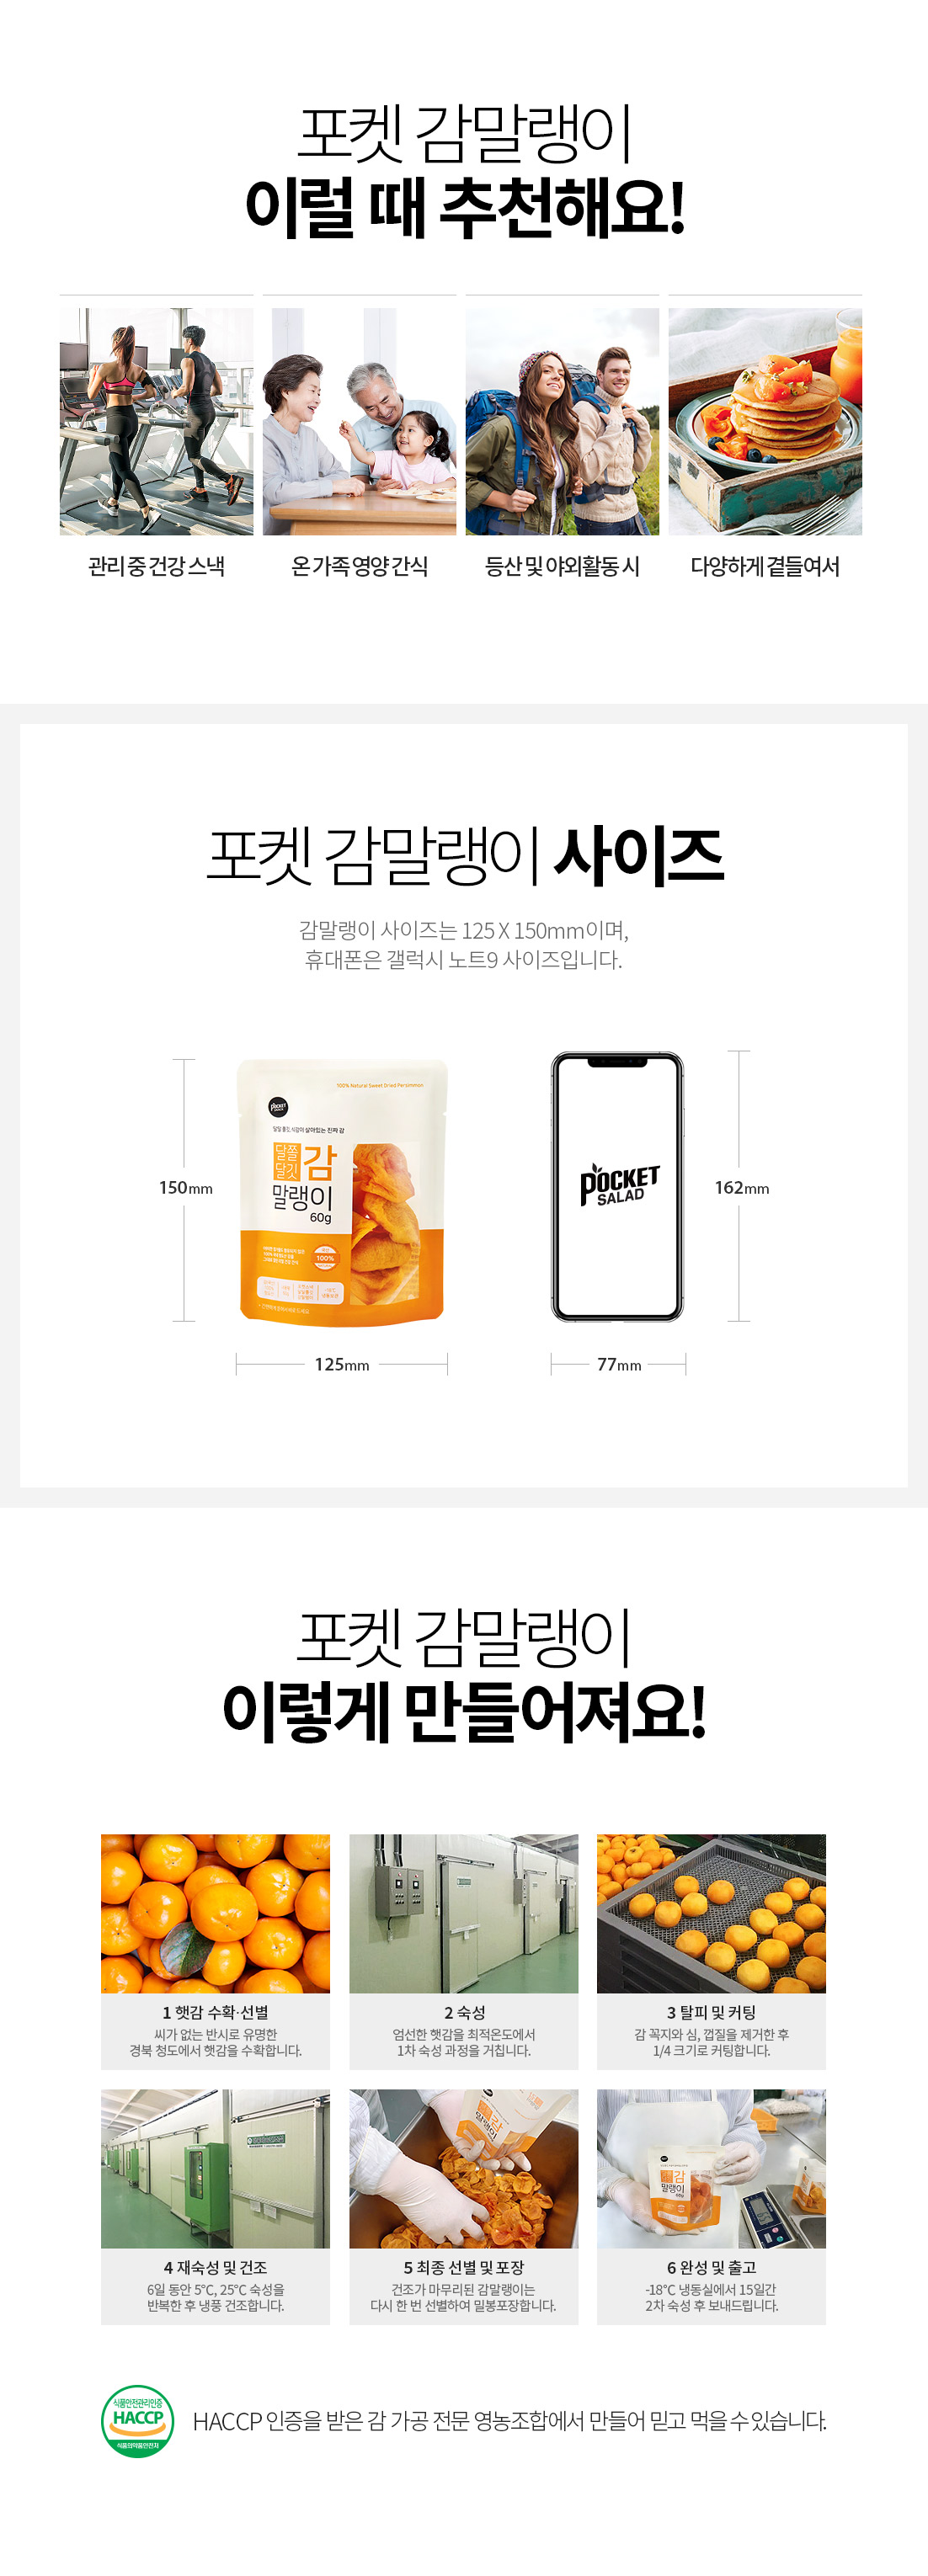 포켓 감말랭이
이럴 때 추천해요!
관리 중 건강 스낵
온 가족 영양 간식
등산 및 야외활동 시
다양하게 곁들여서
포켓 감말랭이 사이즈
감말랭이 사이즈는 125 X 150mm이며,
휴대폰은 갤럭시 노트9 사이즈입니다.
150mm
100% Natural Sweet Dried Persimmon
POCKET
달쫄
달깃
감
말랭이
60g
100%
125mm
POCKET
SALAD
162mm
77mm
포켓 감말랭이
이렇게 만들어져요!
1 햇감 수확·선별
씨가 없는 반시로 유명한
경북 청도에서 햇감을 수확합니다.
2 숙성
엄선한 햇감을 최적온도에서
1차 숙성 과정을 거칩니다.
3 탈피 및 커팅
감 꼭지와 심, 껍질을 제거한 후
1/4 크기로 커팅합니다.
4 재숙성 및 건조
6일 동안 5℃, 25℃ 숙성을
반복한 후 냉풍 건조합니다.
감
말랭이
5 최종 선별 및 포장
건조가 마무리된 감말랭이는
다시 한 번 선별하여 밀봉포장합니다.
감
말랭이
6 완성 및 출고
-18℃ 냉동실에서 15일간
2차 숙성 후 보내드립니다.
식품안전관리인증
HACCP
식품의약품안전처
HACCP 인증을 받은 감 가공 전문 영농조합에서 만들어 믿고 먹을 수 있습니다.